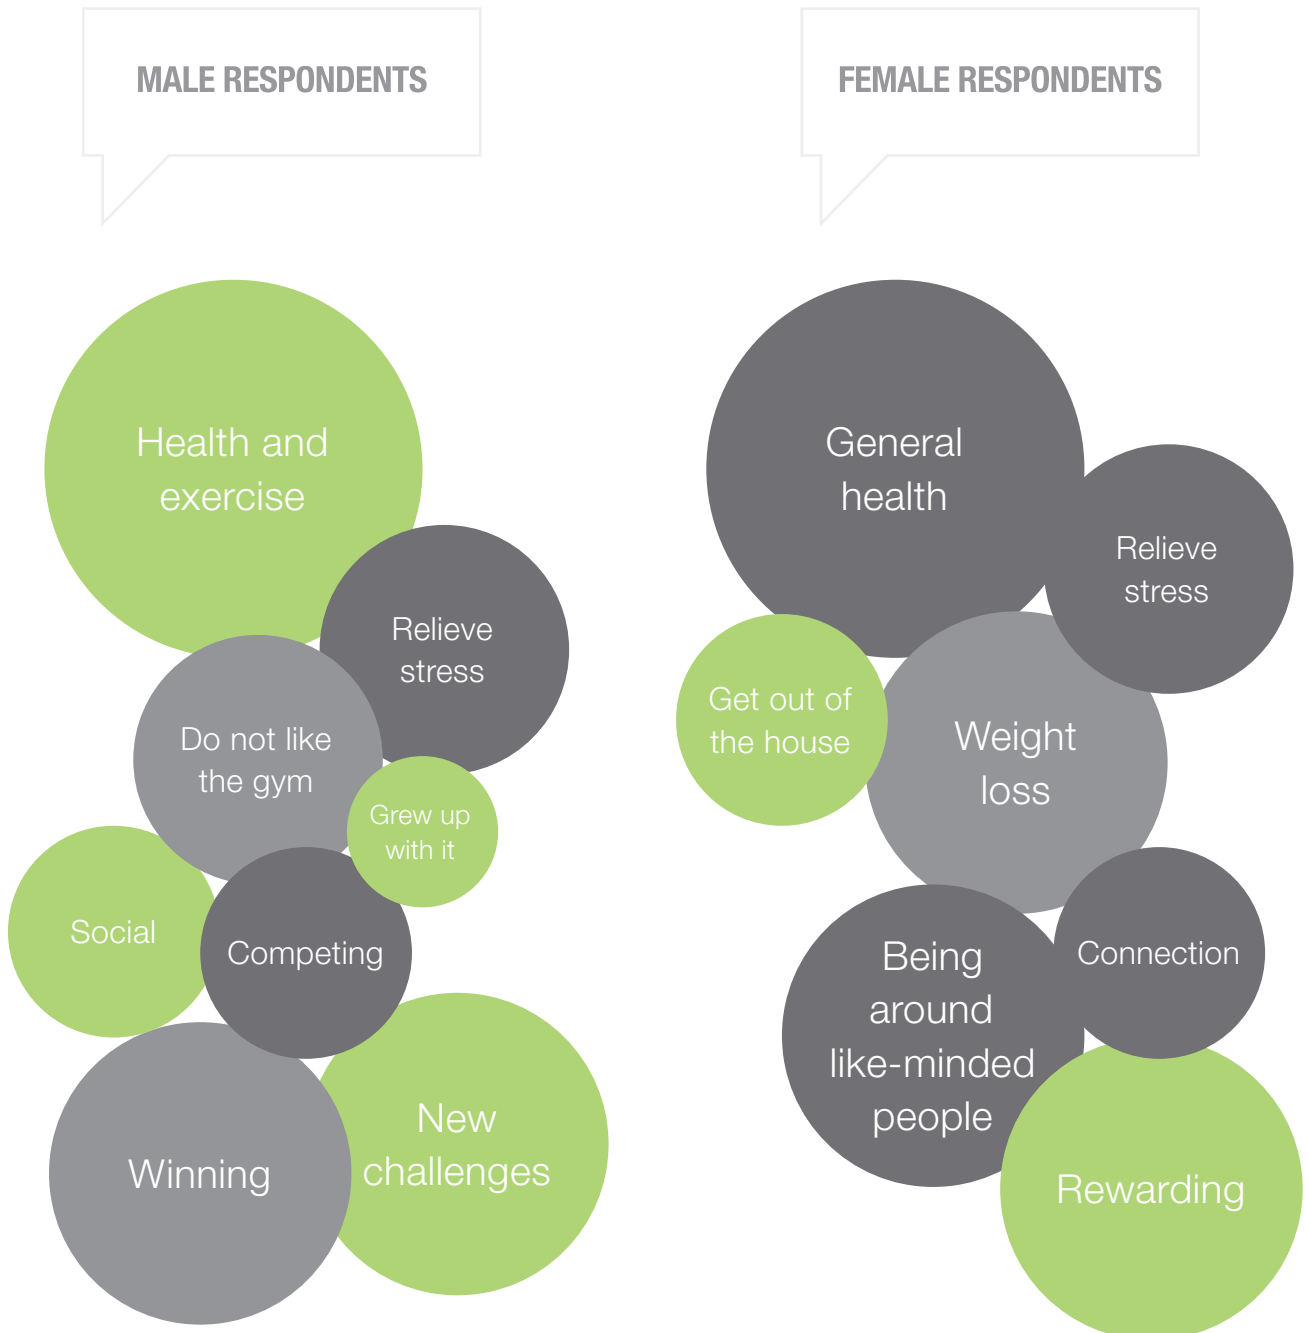 MALE RESPONDENTS
Health and
exercise
Relieve
stress
Do not like
the gym
Grew up
with it
Social
Competing
New
challenges
Winning
FEMALE RESPONDENTS
General
health
Relieve
stress
Get out of
the house
Weight
loss
Being
around
like-minded
people
Connection
Rewarding